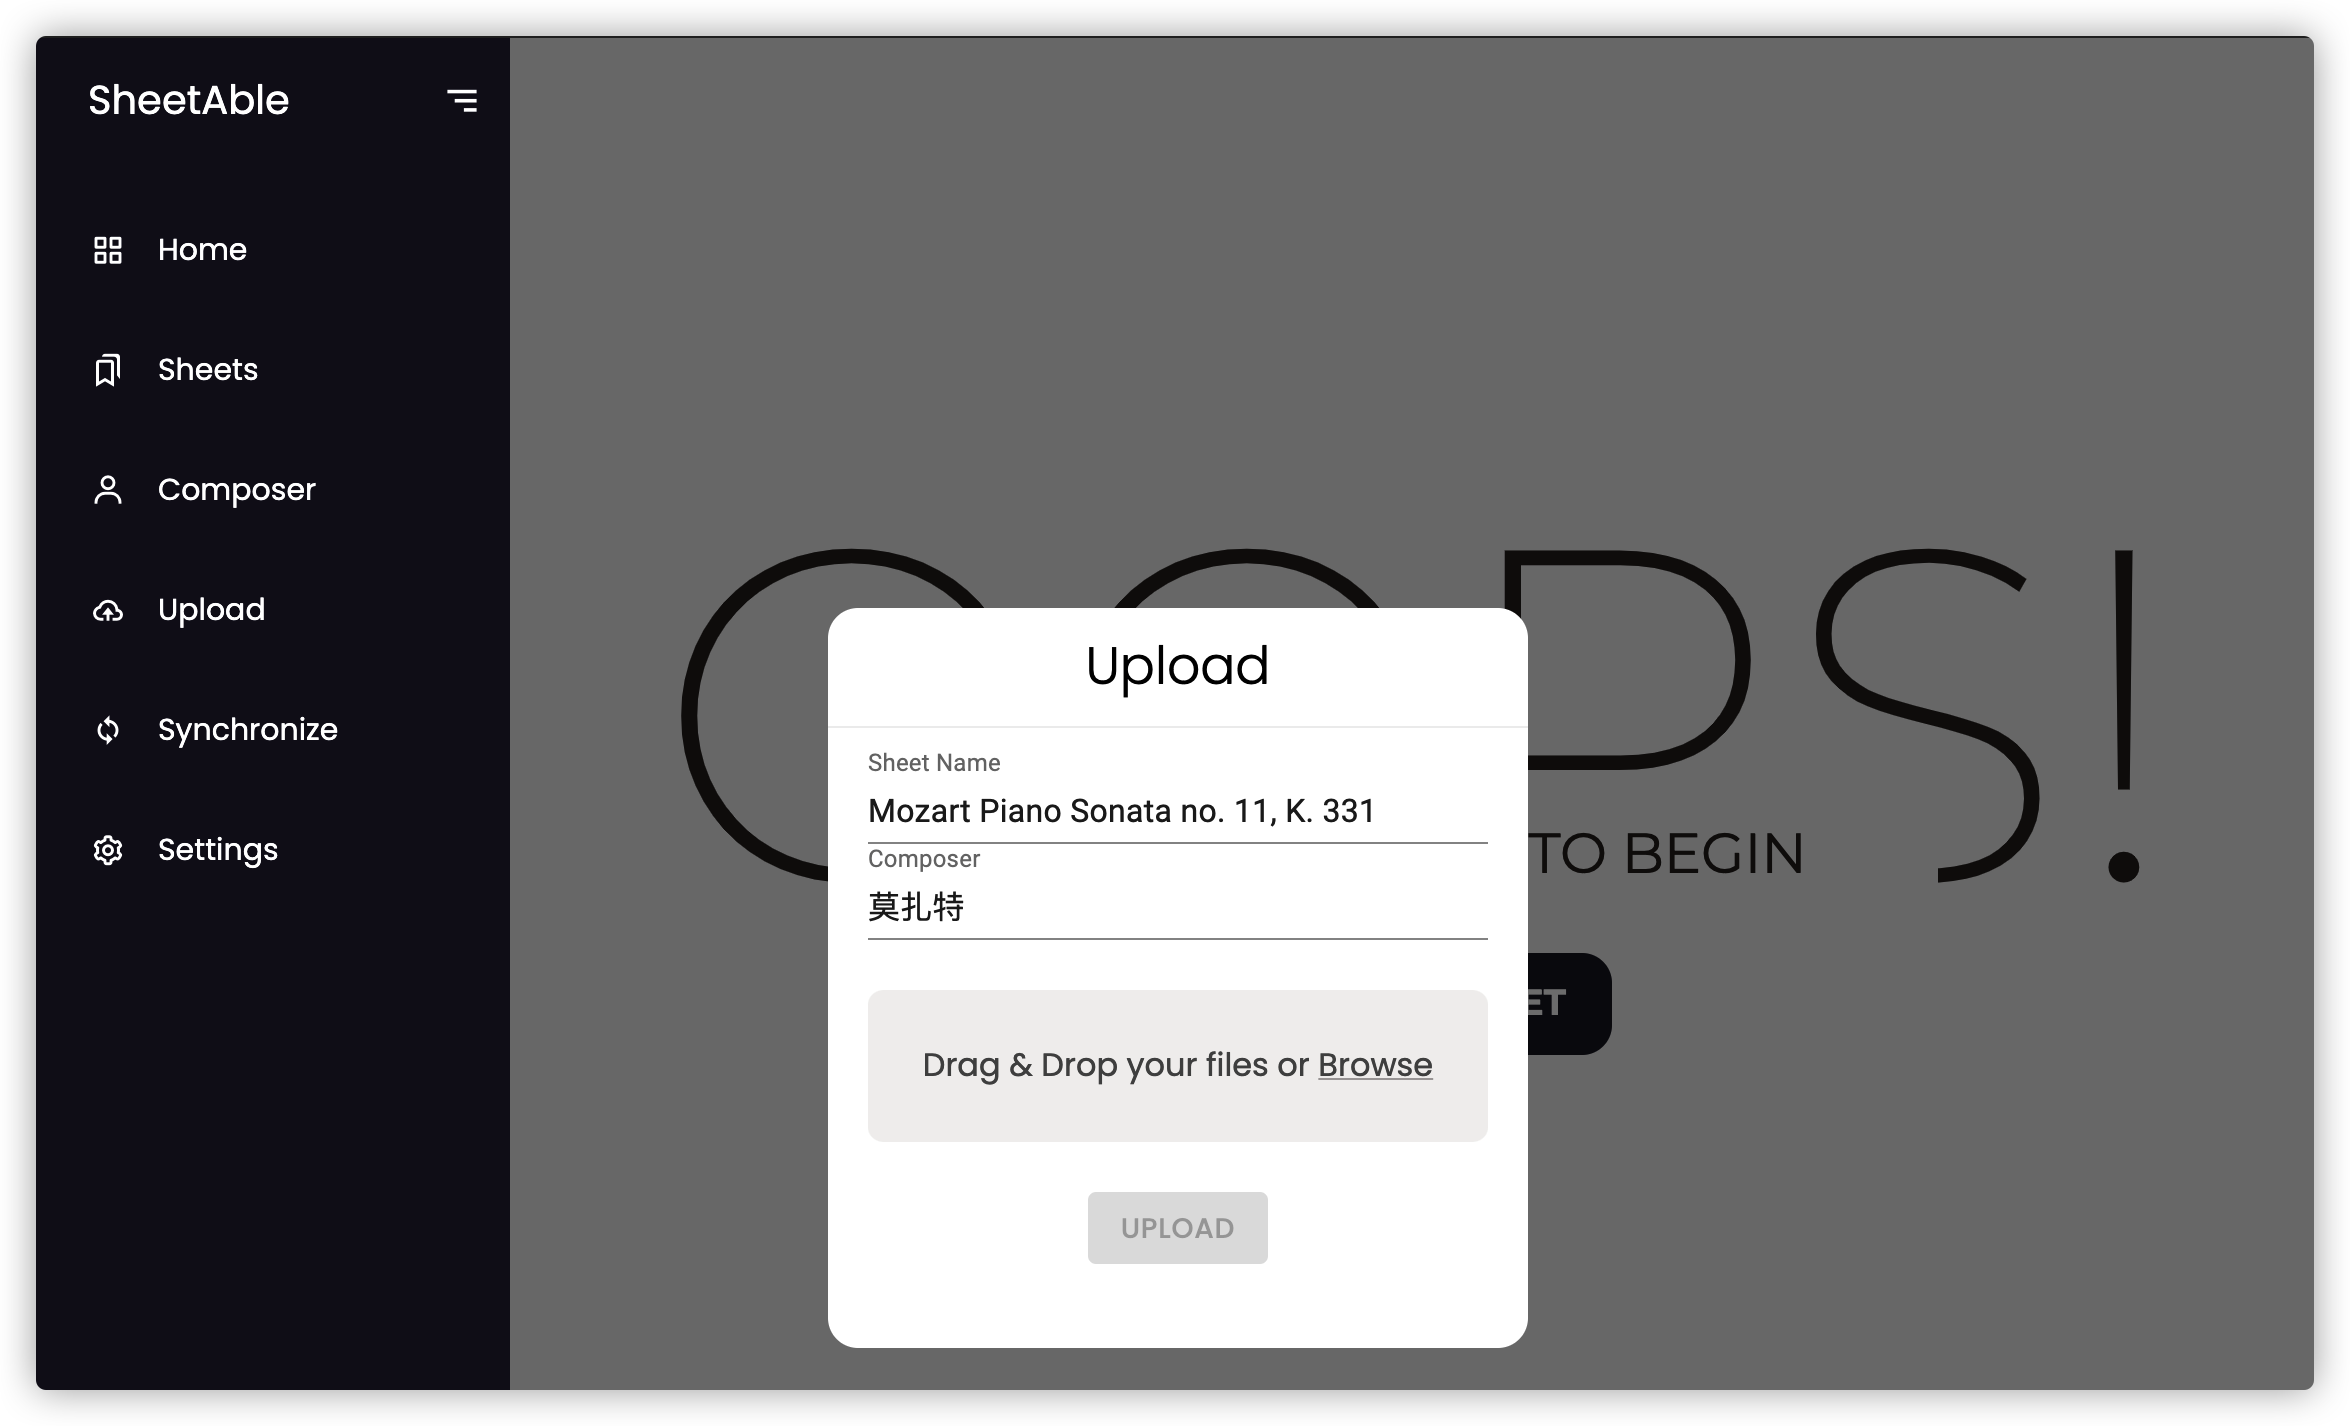 SheetAble
Home
Sheets
Composer
Upload
Synchronize
Settings
Upload
Sheet Name
Mozart Piano Sonata no. 11, K. 331
Composer
莫扎特
Drag & Drop your files or Browse
UPLOAD
PS!
TO BEGIN
ET